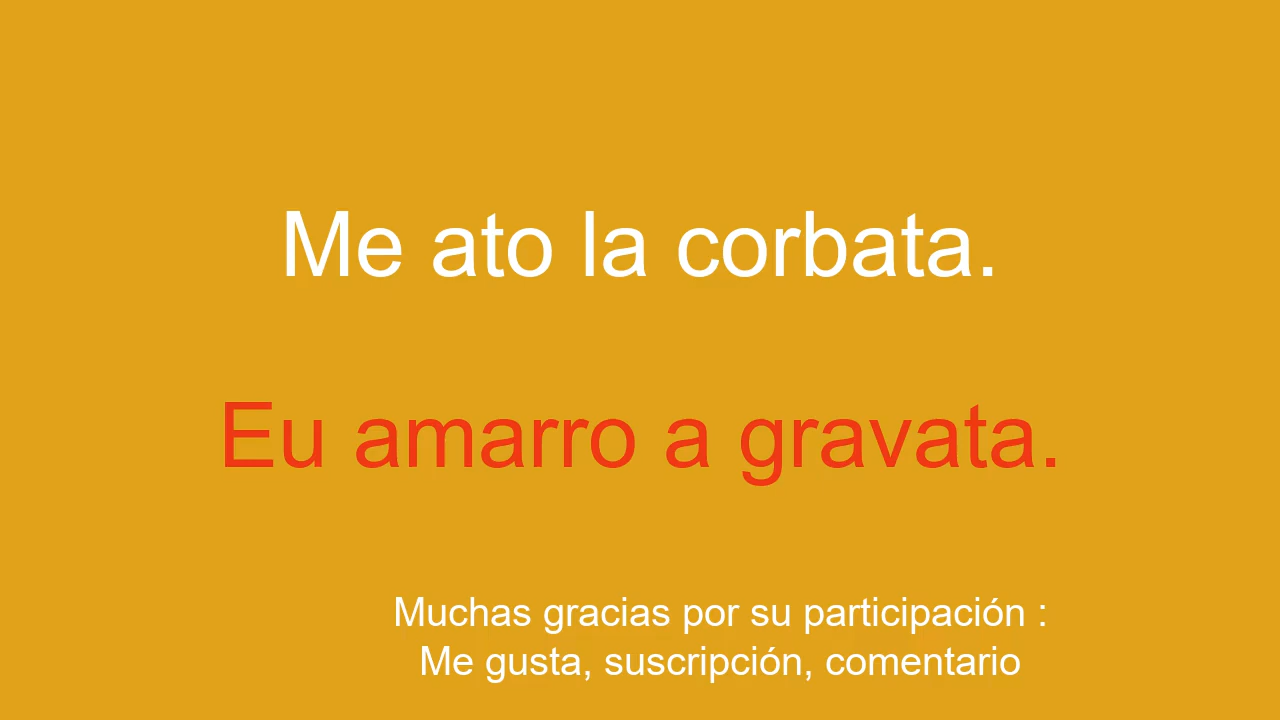 Me ato la corbata.
Eu amarro a gravata.
Muchas gracias por su participación :
Me gusta, suscripción, comentario